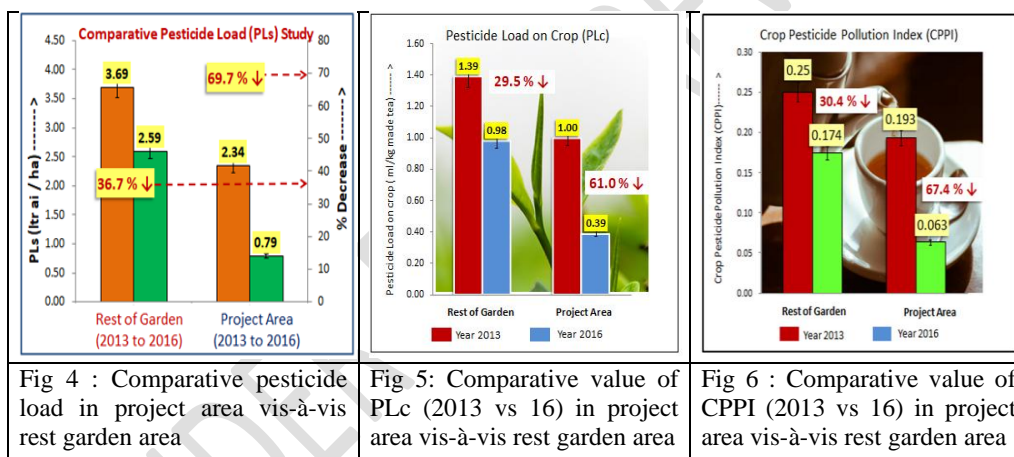 Comparative Pesticide Load (PLs) Study
4.50
4.00
3.50
3.00
2.50
2.00
1.50
1.00
0.50
0.00
PLs (ltr ai / ha) ------- >
3.69
2.59
2.34
0.79
69.7 % ↓
36.7 % ↓
80
70
60
50
40
30
20
10
0
% Decrease ------- >
Rest of Garden
(2013 to 2016)
Project Area
(2013 to 2016)
Fig 4 : Comparative pesticide
load in project area vis-à-vis
rest garden area
Pesticide Load on Crop (PLc)
1.60
1.40
1.20
1.00
0.80
0.60
0.40
0.20
0.00
Pesticide Load on crop ( ml/kg made tea) ----- >
1.39
0.98
1.00
0.39
29.5 % ↓
61.0 % ↓
Rest of Garden
Project Area
Year 2013
Year 2016
Fig 5: Comparative value of
PLc (2013 vs 16) in project
area vis-à-vis rest garden area
Crop Pesticide Pollution Index (CPPI)
0.30
0.25
0.20
0.15
0.10
0.05
0.00
Crop Pesticide Pollution Index (CPPI)------ >
0.25
0.174
0.193
0.063
30.4 % ↓
67.4 % ↓
Rest of Garden
Project Area
Year 2013
Year 2016
Fig 6 : Comparative value of
CPPI (2013 vs 16) in project
area vis-à-vis rest garden area